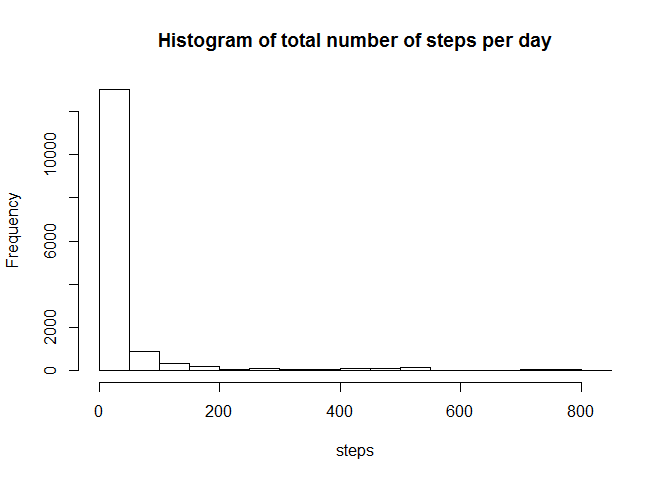 Histogram of total number of steps per day
Frequency
10000
6000
2000
0
0 200 400 600 800
steps